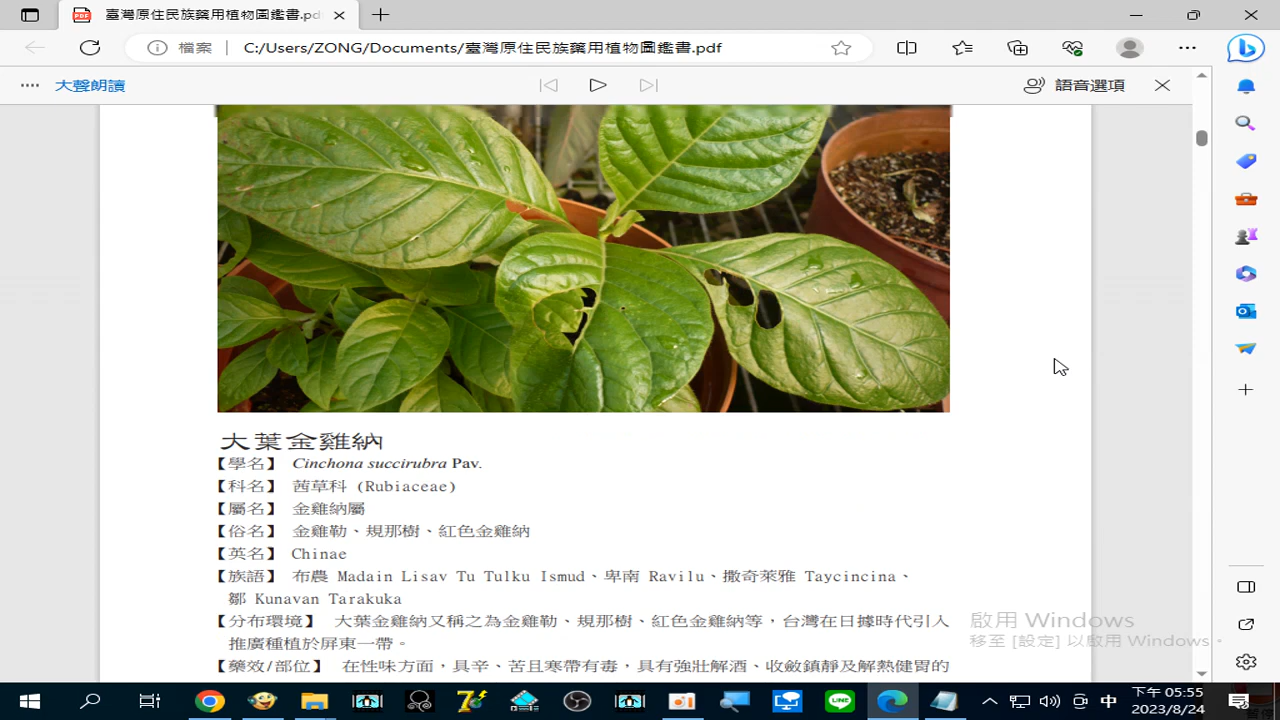 臺灣原住民族藥用植物圖鑑書.pd
檔案 C:/Users/ZONG/Documents/臺灣原住民族藥用植物圖鑑書.pdf
大聲朗讀
語音選項
大葉金雞納
【學名】 Cinchona succirubra Pav.
【科名】 茜草科 (Rubiaceae)
【屬名】 金雞納屬
【俗名】 金雞勒、規那樹、紅色金雞納
【英名】 Chinae
【族語】 布農 Madain Lisav Tu Tulku Ismud、卑南 Ravilu、撒奇萊雅 Taycincina、
鄒 Kunavan Tarakuka
【分布環境】 大葉金雞納又稱之為金雞勒、規那樹、紅色金雞納等，台灣在日據時代引入
推廣種植於屏東一帶。
【藥效/部位】 在性味方面，具辛、苦且寒帶有毒，具有強壯解酒、收斂鎮靜及解熱健胃的
啟用 Windows
移至 [設定] 以啟用 Windows。
中
下午 05:55
2023/8/24